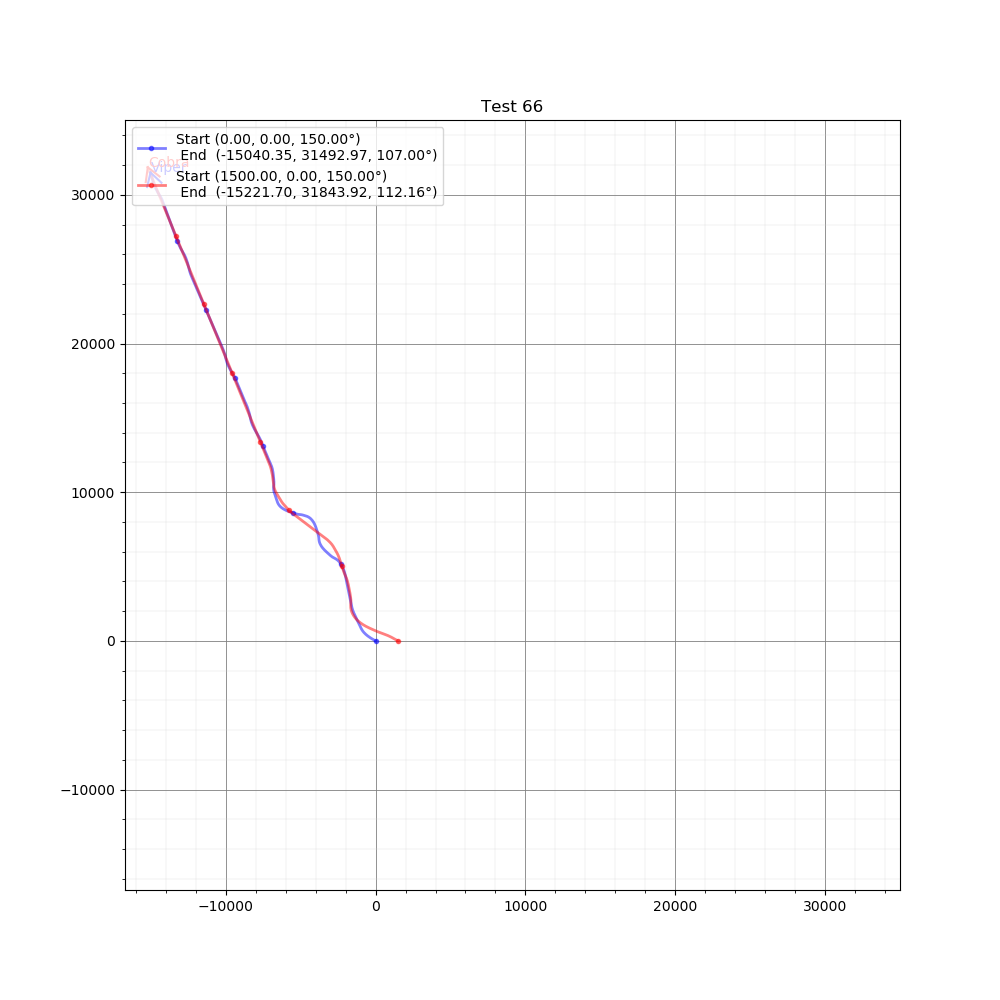 Test 66
Start (0.00, 0.00, 150.00°)
End  (-15040.35, 31492.97, 107.00°)
Start (1500.00, 0.00, 150.00°)
End  (-15221.70, 31843.92, 112.16°)
Cobra
Viper
30000
20000
10000
0
−10000
−10000
0
10000
20000
30000